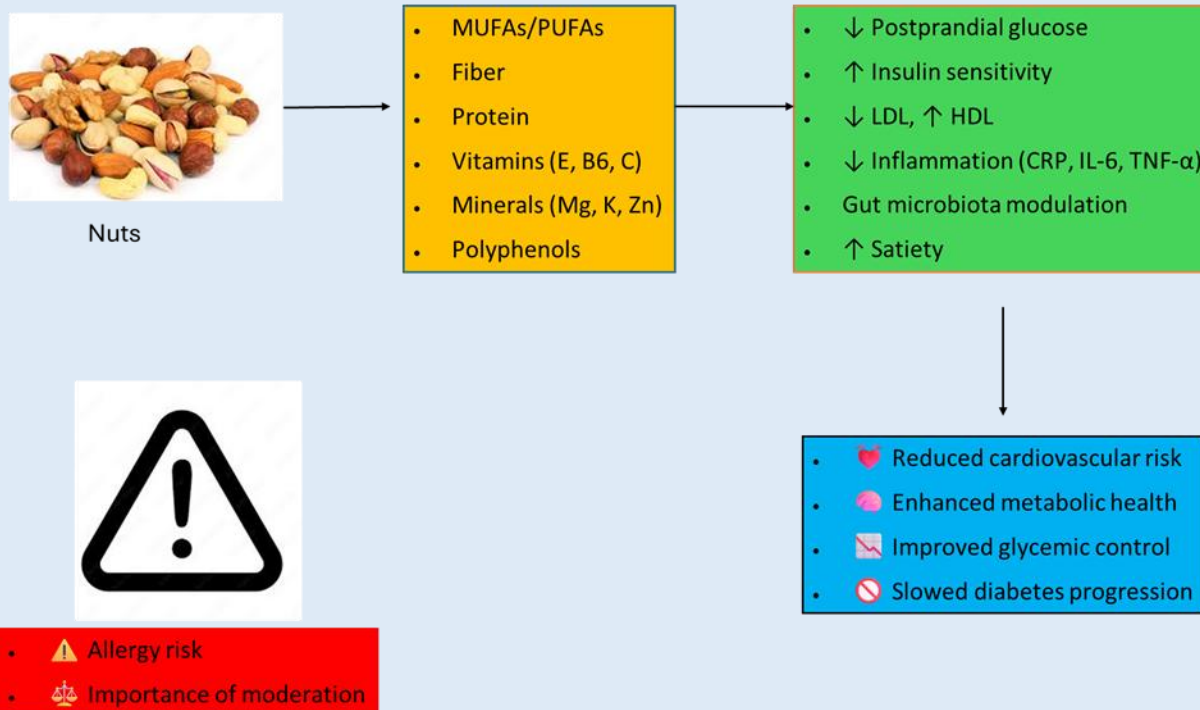 Nuts
• MUFAs/PUFAs
• Fiber
• Protein
• Vitamins (E, B6, C)
• Minerals (Mg, K, Zn)
• Polyphenols
• ↓ Postprandial glucose
• ↑ Insulin sensitivity
• ↓ LDL, ↑ HDL
• ↓ Inflammation (CRP, IL-6, TNF-α)
• Gut microbiota modulation
• ↑ Satiety
• 💓 Reduced cardiovascular risk
• 🧠 Enhanced metabolic health
• 📉 Improved glycemic control
• 🚫 Slowed diabetes progression
• ⚠️ Allergy risk
• ⚖️ Importance of moderation